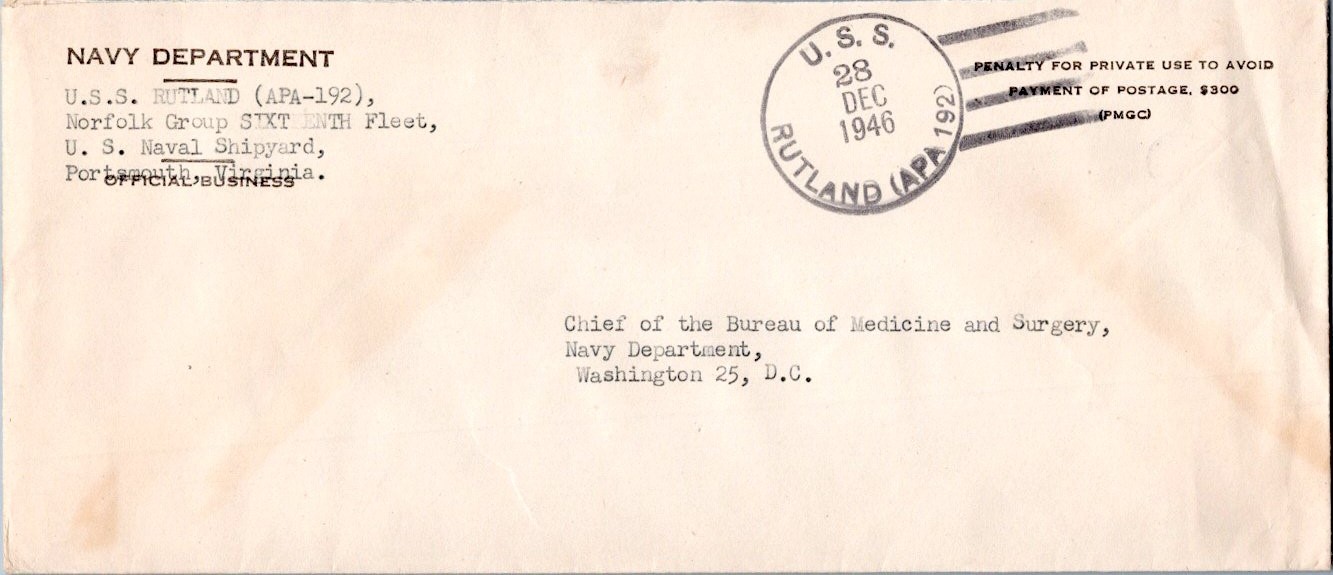 NAVY DEPARTMENT
U.S.S. RUTLAND (APA-192),
Norfolk Group SIXT ENTH Fleet,
U. S. Naval Shipyard,
Portsmouth, Virginia.
OFFICIAL BUSINESS
U. S. S.
28
DEC
1946
RUTLAND (APA 192)
PENALTY FOR PRIVATE USE TO AVOID
PAYMENT OF POSTAGE, $300
(PMGC)
Chief of the Bureau of Medicine and Surgery,
Navy Department,
Washington 25, D.C.